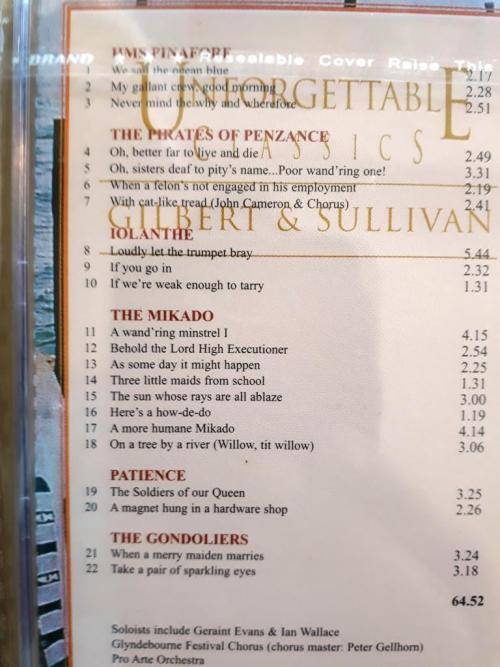 HMS PINAFORE
BRAND Resealable Cover Raise This
1 We sail the ocean blue 2.17
2 My gallant crew, good morning 2.28
3 Never mind the why and wherefore 2.51
UNFORGETTABLE
THE PIRATES OF PENZANCE
CLASSICS
4 Oh, better far to live and die 2.49
5 Oh, sisters deaf to pity's name...Poor wand'ring one! 3.31
6 When a felon's not engaged in his employment 2.19
7 With cat-like tread (John Cameron & Chorus) 2.41
GILBERT & SULLIVAN
IOLANTHE
8 Loudly let the trumpet bray 5.44
9 If you go in 2.32
10 If we're weak enough to tarry 1.31
THE MIKADO
11 A wand'ring minstrel I 4.15
12 Behold the Lord High Executioner 2.54
13 As some day it might happen 2.25
14 Three little maids from school 1.31
15 The sun whose rays are all ablaze 3.00
16 Here's a how-de-do 1.19
17 A more humane Mikado 4.14
18 On a tree by a river (Willow, tit willow) 3.06
PATIENCE
19 The Soldiers of our Queen 3.25
20 A magnet hung in a hardware shop 2.26
THE GONDOLIERS
21 When a merry maiden marries 3.24
22 Take a pair of sparkling eyes 3.18
64.52
Soloists include Geraint Evans & Ian Wallace
Glyndebourne Festival Chorus (chorus master: Peter Gellhorn)
Pro Arte Orchestra